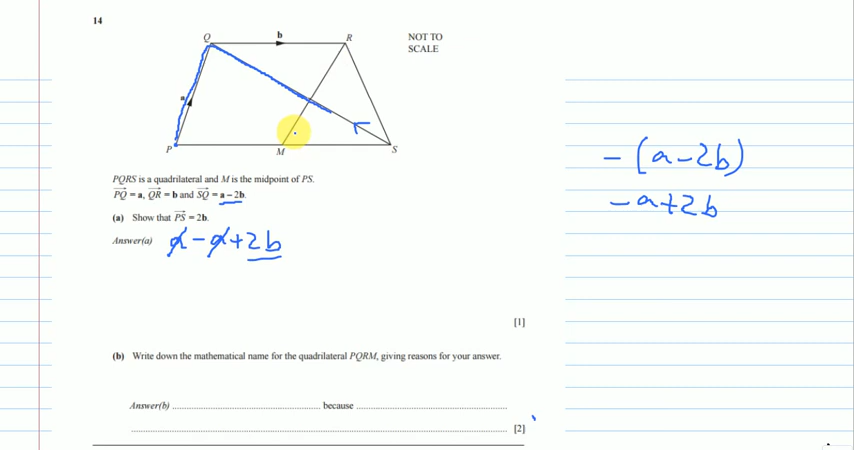 14
Q b R NOT TO
SCALE
a
P M S
- (a - 2b)
- a + 2b
PQRS is a quadrilateral and M is the midpoint of PS.
PQ = a, QR = b and SQ = a – 2b.
(a) Show that PS = 2b.
Answer(a) a - a + 2b
[1]
(b) Write down the mathematical name for the quadrilateral PQRM, giving reasons for your answer.
Answer(b) ................................................ because ................................................
................................................ [2]